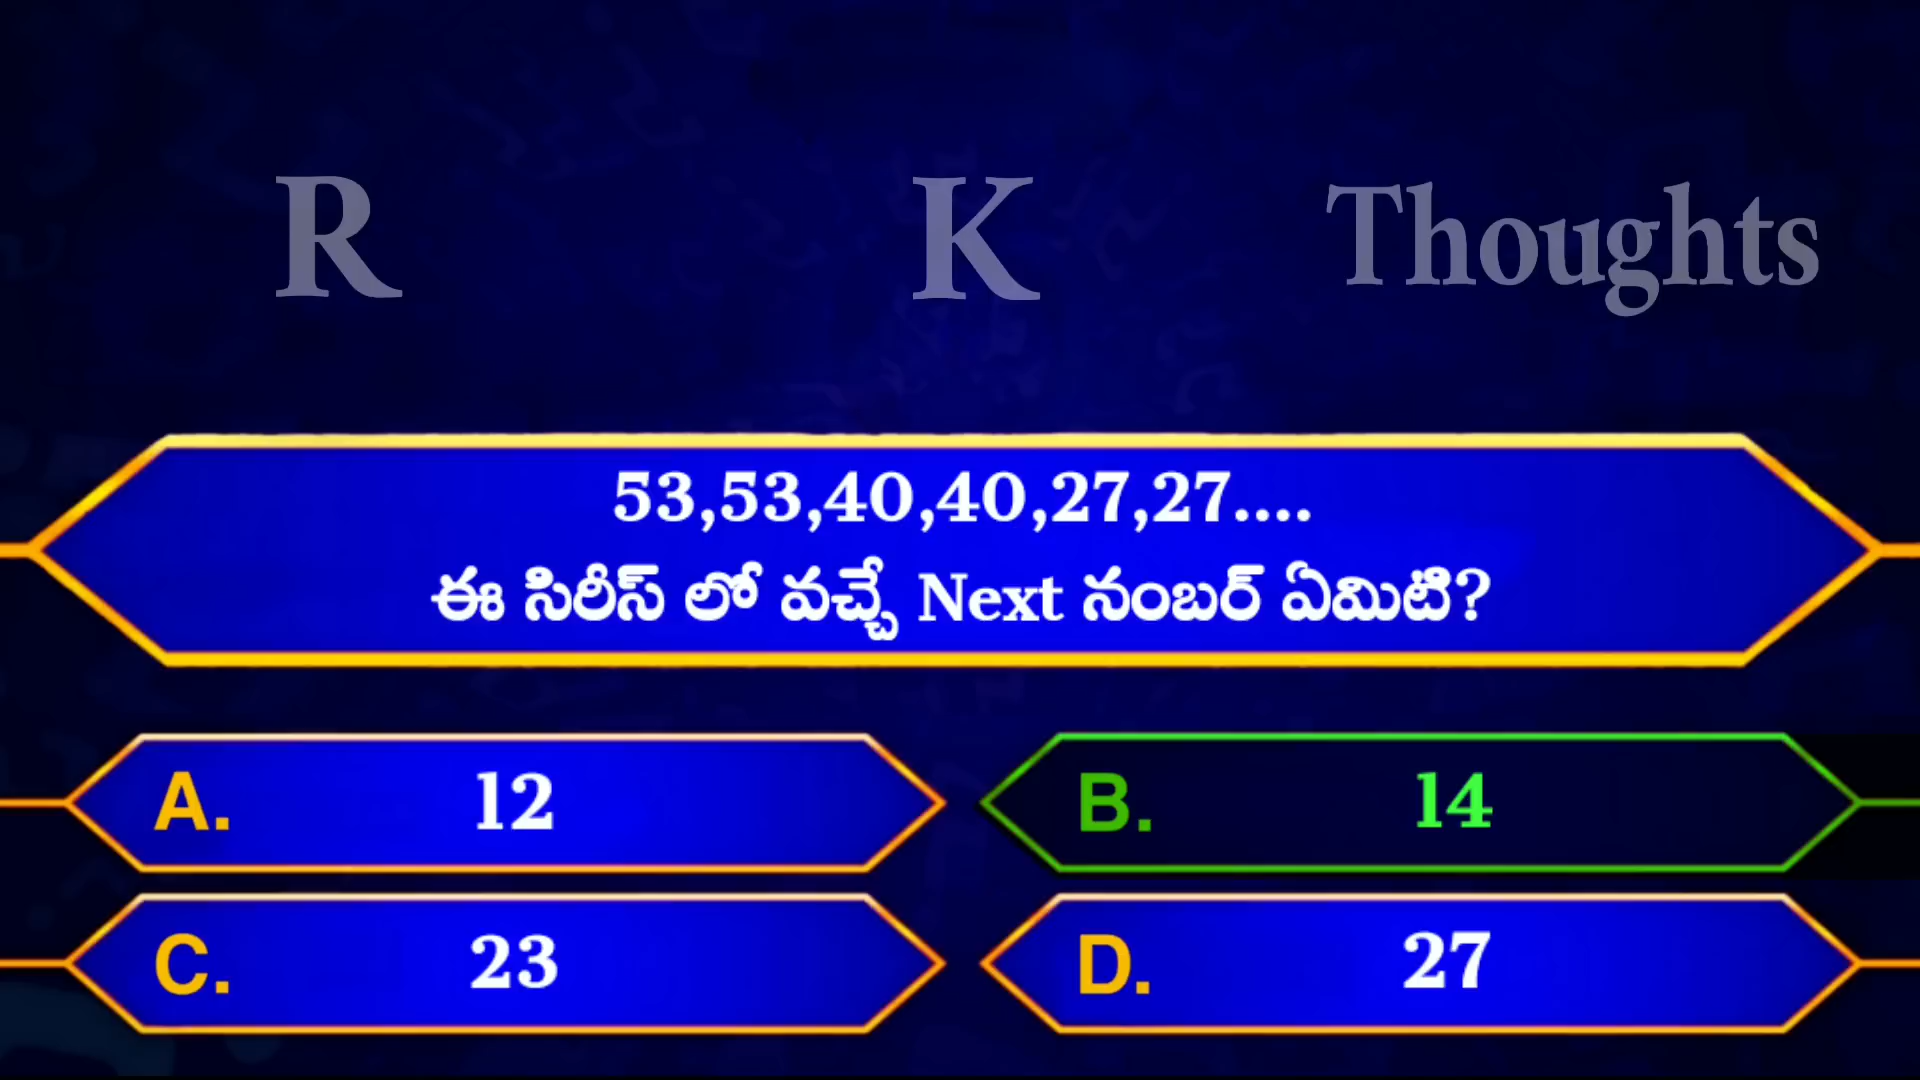 R K Thoughts
53,53,40,40,27,27....
ఈ సిరీస్ లో వచ్చే Next నంబర్ ఏమిటి?
A. 12
B. 14
C. 23
D. 27